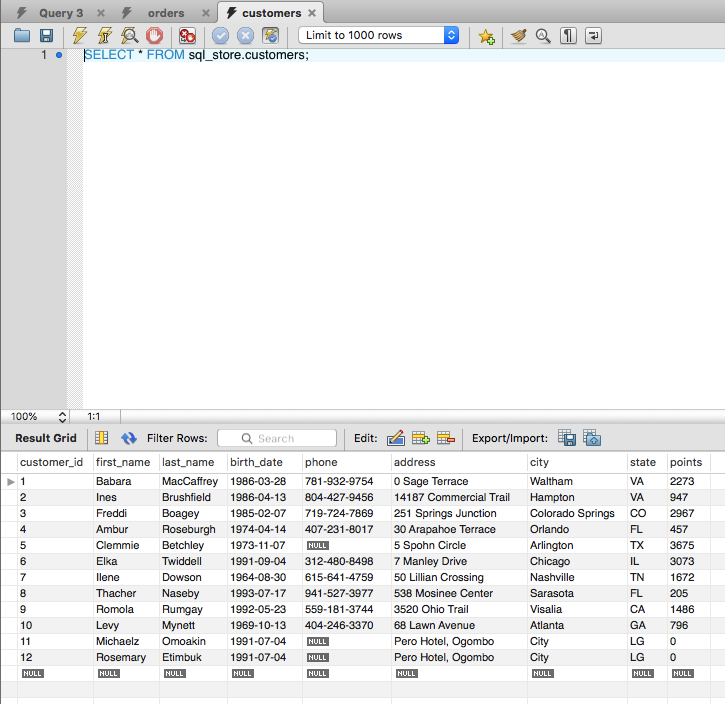 Query 3 orders customers
Limit to 1000 rows
1 SELECT * FROM sql_store.customers;
100% 1:1
Result Grid Filter Rows: Search Edit: Export/Import:
customer_id first_name last_name birth_date phone address city state points
1 Babara MacCaffrey 1986-03-28 781-932-9754 0 Sage Terrace Waltham VA 2273
2 Ines Brushfield 1986-04-13 804-427-9456 14187 Commercial Trail Hampton VA 947
3 Freddi Boagey 1985-02-07 719-724-7869 251 Springs Junction Colorado Springs CO 2967
4 Ambur Roseburgh 1974-04-14 407-231-8017 30 Arapahoe Terrace Orlando FL 457
5 Clemmie Betchley 1973-11-07 NULL 5 Spohn Circle Arlington TX 3675
6 Elka Twiddell 1991-09-04 312-480-8498 7 Manley Drive Chicago IL 3073
7 Ilene Dowson 1964-08-30 615-641-4759 50 Lillian Crossing Nashville TN 1672
8 Thacher Naseby 1993-07-17 941-527-3977 538 Mosinee Center Sarasota FL 205
9 Romola Rumgay 1992-05-23 559-181-3744 3520 Ohio Trail Visalia CA 1486
10 Levy Mynett 1969-10-13 404-246-3370 68 Lawn Avenue Atlanta GA 796
11 Michaelz Omoakin 1991-07-04 NULL Pero Hotel, Ogombo City LG 0
12 Rosemary Etimbuk 1991-07-04 NULL Pero Hotel, Ogombo City LG 0
NULL NULL NULL NULL NULL NULL NULL NULL NULL